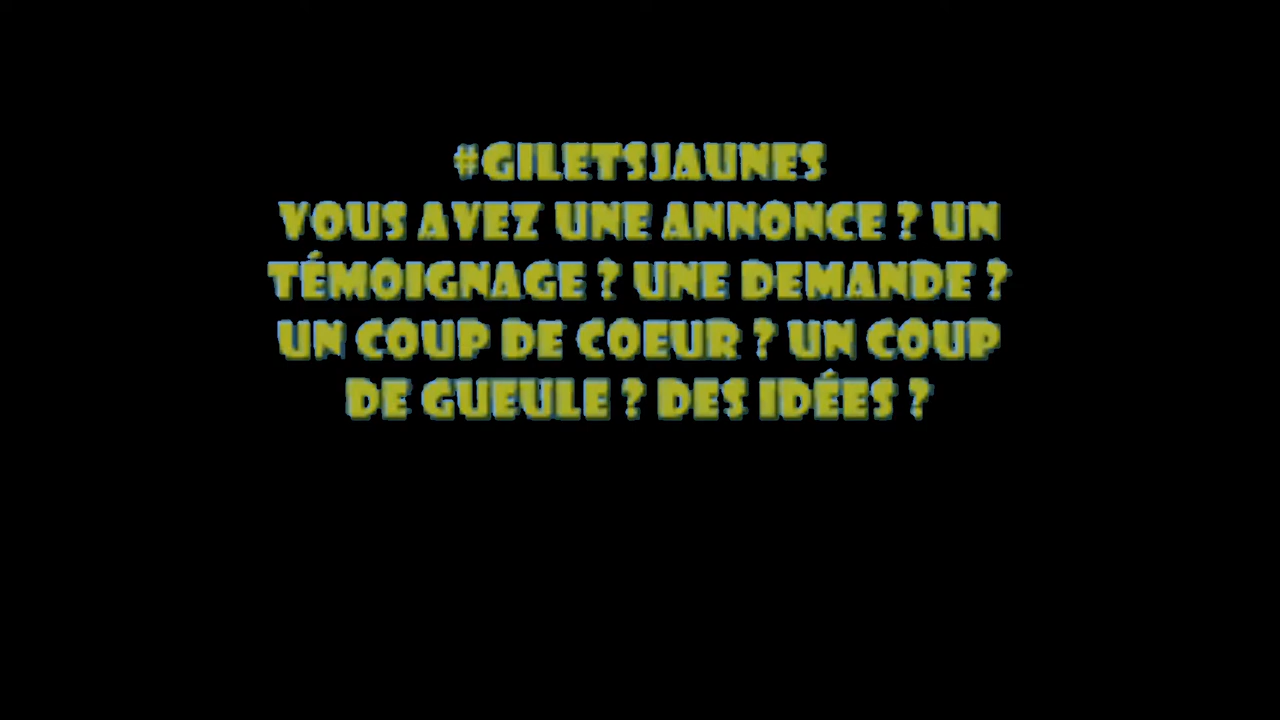 #GILETSJAUNES
VOUS AVEZ UNE ANNONCE ? UN
TÉMOIGNAGE ? UNE DEMANDE ?
UN COUP DE COEUR ? UN COUP
DE GUEULE ? DES IDÉES ?